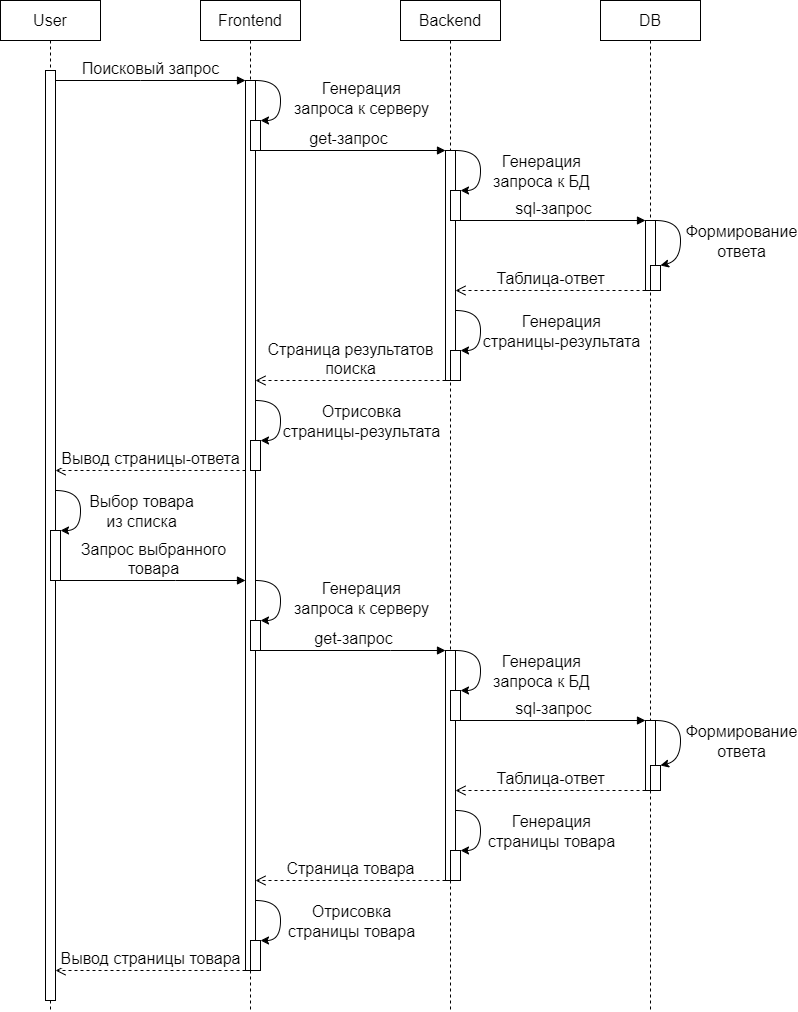 User
Frontend
Backend
DB
Поисковый запрос
Генерация
запроса к серверу
get-запрос
Генерация
запроса к БД
sql-запрос
Формирование
ответа
Таблица-ответ
Генерация
страницы-результата
Страница результатов
поиска
Отрисовка
страницы-результата
Вывод страницы-ответа
Выбор товара
из списка
Запрос выбранного
товара
Генерация
запроса к серверу
get-запрос
Генерация
запроса к БД
sql-запрос
Формирование
ответа
Таблица-ответ
Генерация
страницы товара
Страница товара
Отрисовка
страницы товара
Вывод страницы товара